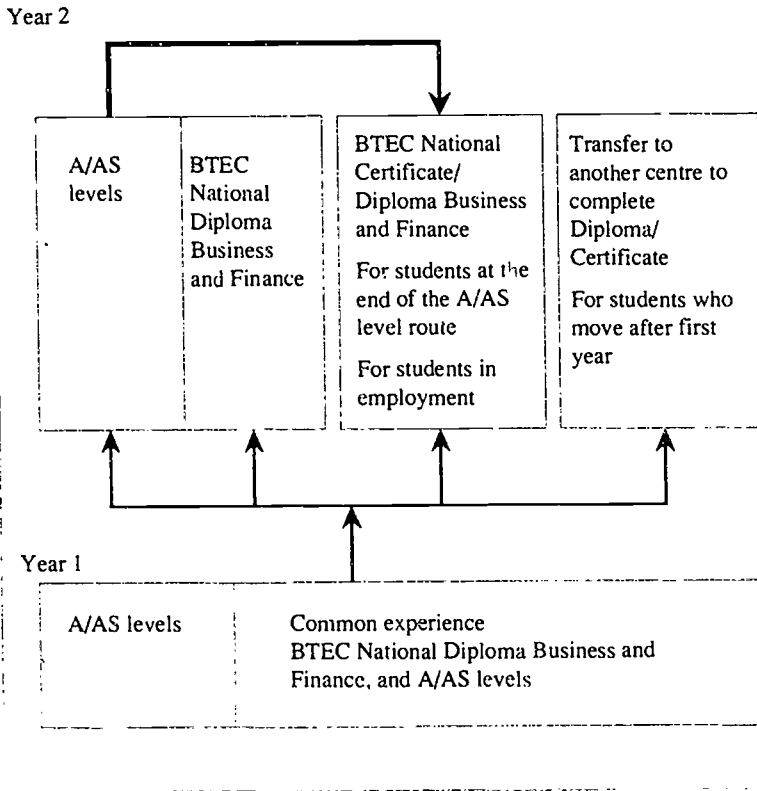 Year 2
A/AS
levels
BTEC
National
Diploma
Business
and Finance
BTEC National
Certificate/
Diploma Business
and Finance
For students at the
end of the A/AS
level route
For students in
employment
Transfer to
another centre to
complete
Diploma/
Certificate
For students who
move after first
year
Year 1
A/AS levels
Common experience
BTEC National Diploma Business and
Finance, and A/AS levels